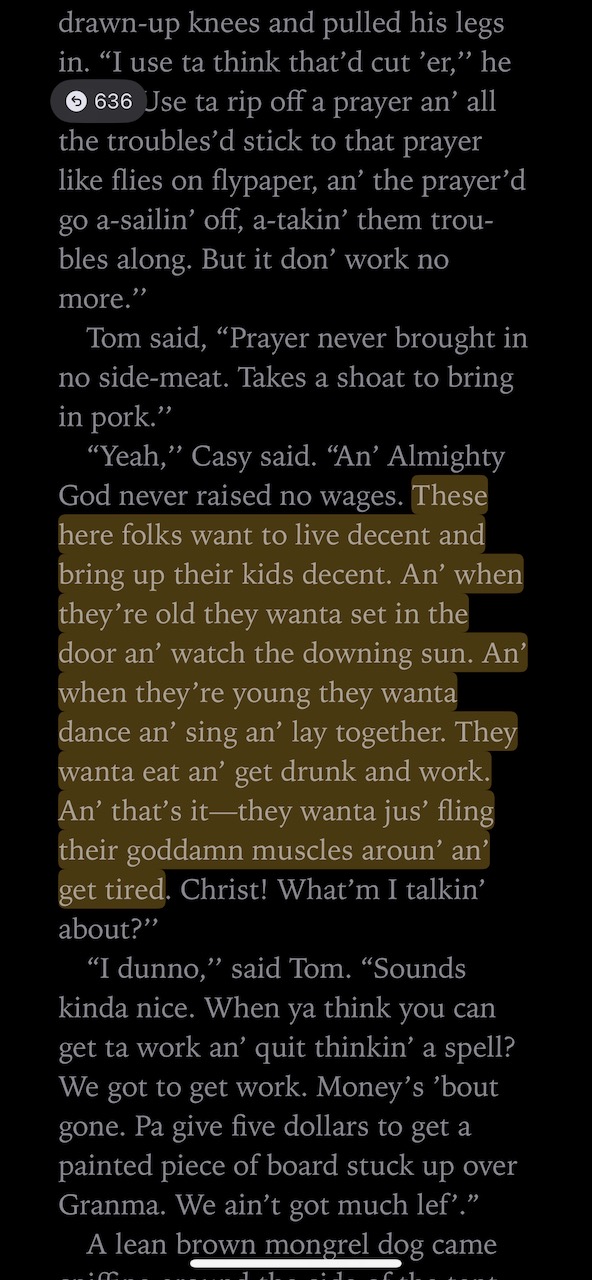 drawn-up knees and pulled his legs
in. “I use ta think that’d cut ’er,’’ he
636 Use ta rip off a prayer an’ all
the troubles’d stick to that prayer
like flies on flypaper, an’ the prayer’d
go a-sailin’ off, a-takin’ them trou-
bles along. But it don’ work no
more.’’
Tom said, “Prayer never brought in
no side-meat. Takes a shoat to bring
in pork.’’
“Yeah,’’ Casy said. “An’ Almighty
God never raised no wages. These
here folks want to live decent and
bring up their kids decent. An’ when
they’re old they wanta set in the
door an’ watch the downing sun. An’
when they’re young they wanta
dance an’ sing an’ lay together. They
wanta eat an’ get drunk and work.
An’ that’s it—they wanta jus’ fling
their goddamn muscles aroun’ an’
get tired. Christ! What’m I talkin’
about?’’
“I dunno,’’ said Tom. “Sounds
kinda nice. When ya think you can
get ta work an’ quit thinkin’ a spell?
We got to get work. Money’s ’bout
gone. Pa give five dollars to get a
painted piece of board stuck up over
Granma. We ain’t got much lef’.”
A lean brown mongrel dog came
sniffing around the side of the tent